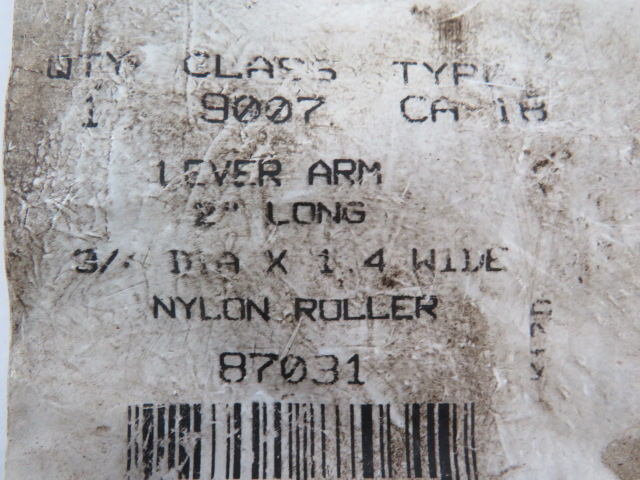 QTY CLASS TYPE
1 9007 CA 18
LEVER ARM
2" LONG
3/4 DIA X 1/4 WIDE
NYLON ROLLER
87031